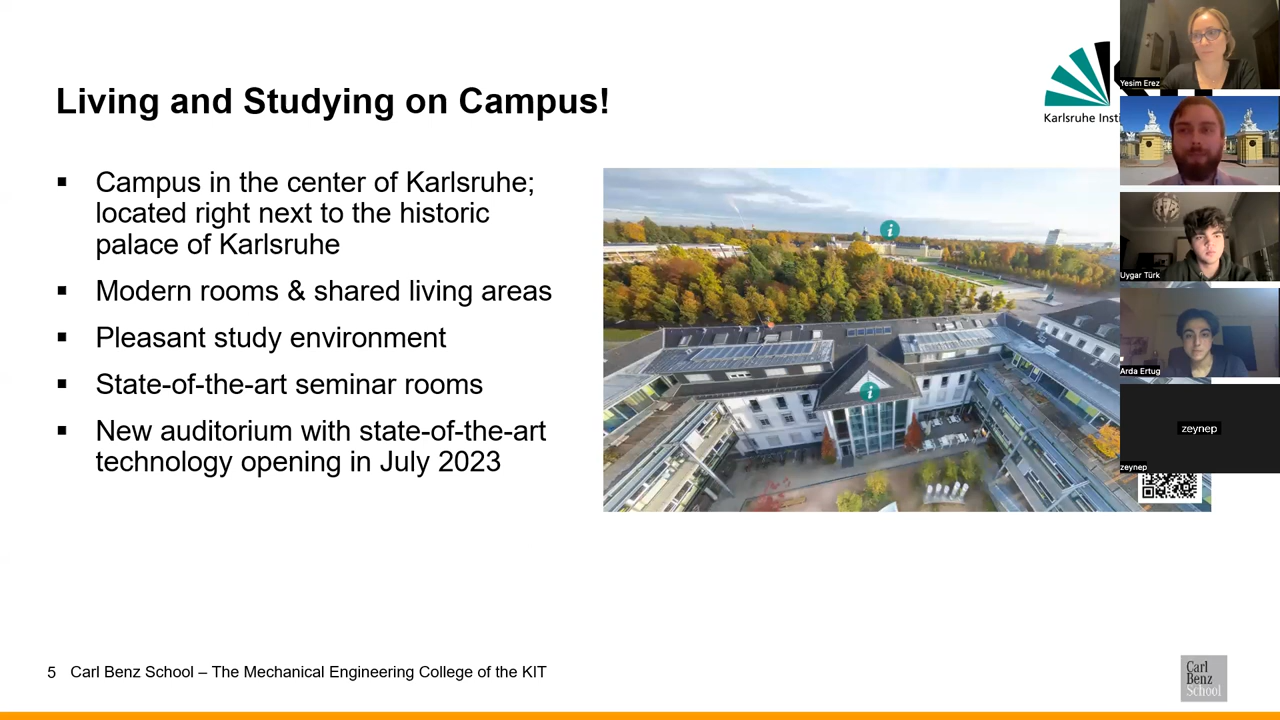 Living and Studying on Campus!
Karlsruhe Insti
▪ Campus in the center of Karlsruhe;
located right next to the historic
palace of Karlsruhe
▪ Modern rooms & shared living areas
▪ Pleasant study environment
▪ State-of-the-art seminar rooms
▪ New auditorium with state-of-the-art
technology opening in July 2023
i
i
Yesim Erez
Uygar Türk
Arda Ertug
zeynep
zeynep
5 Carl Benz School – The Mechanical Engineering College of the KIT
Carl
Benz
School